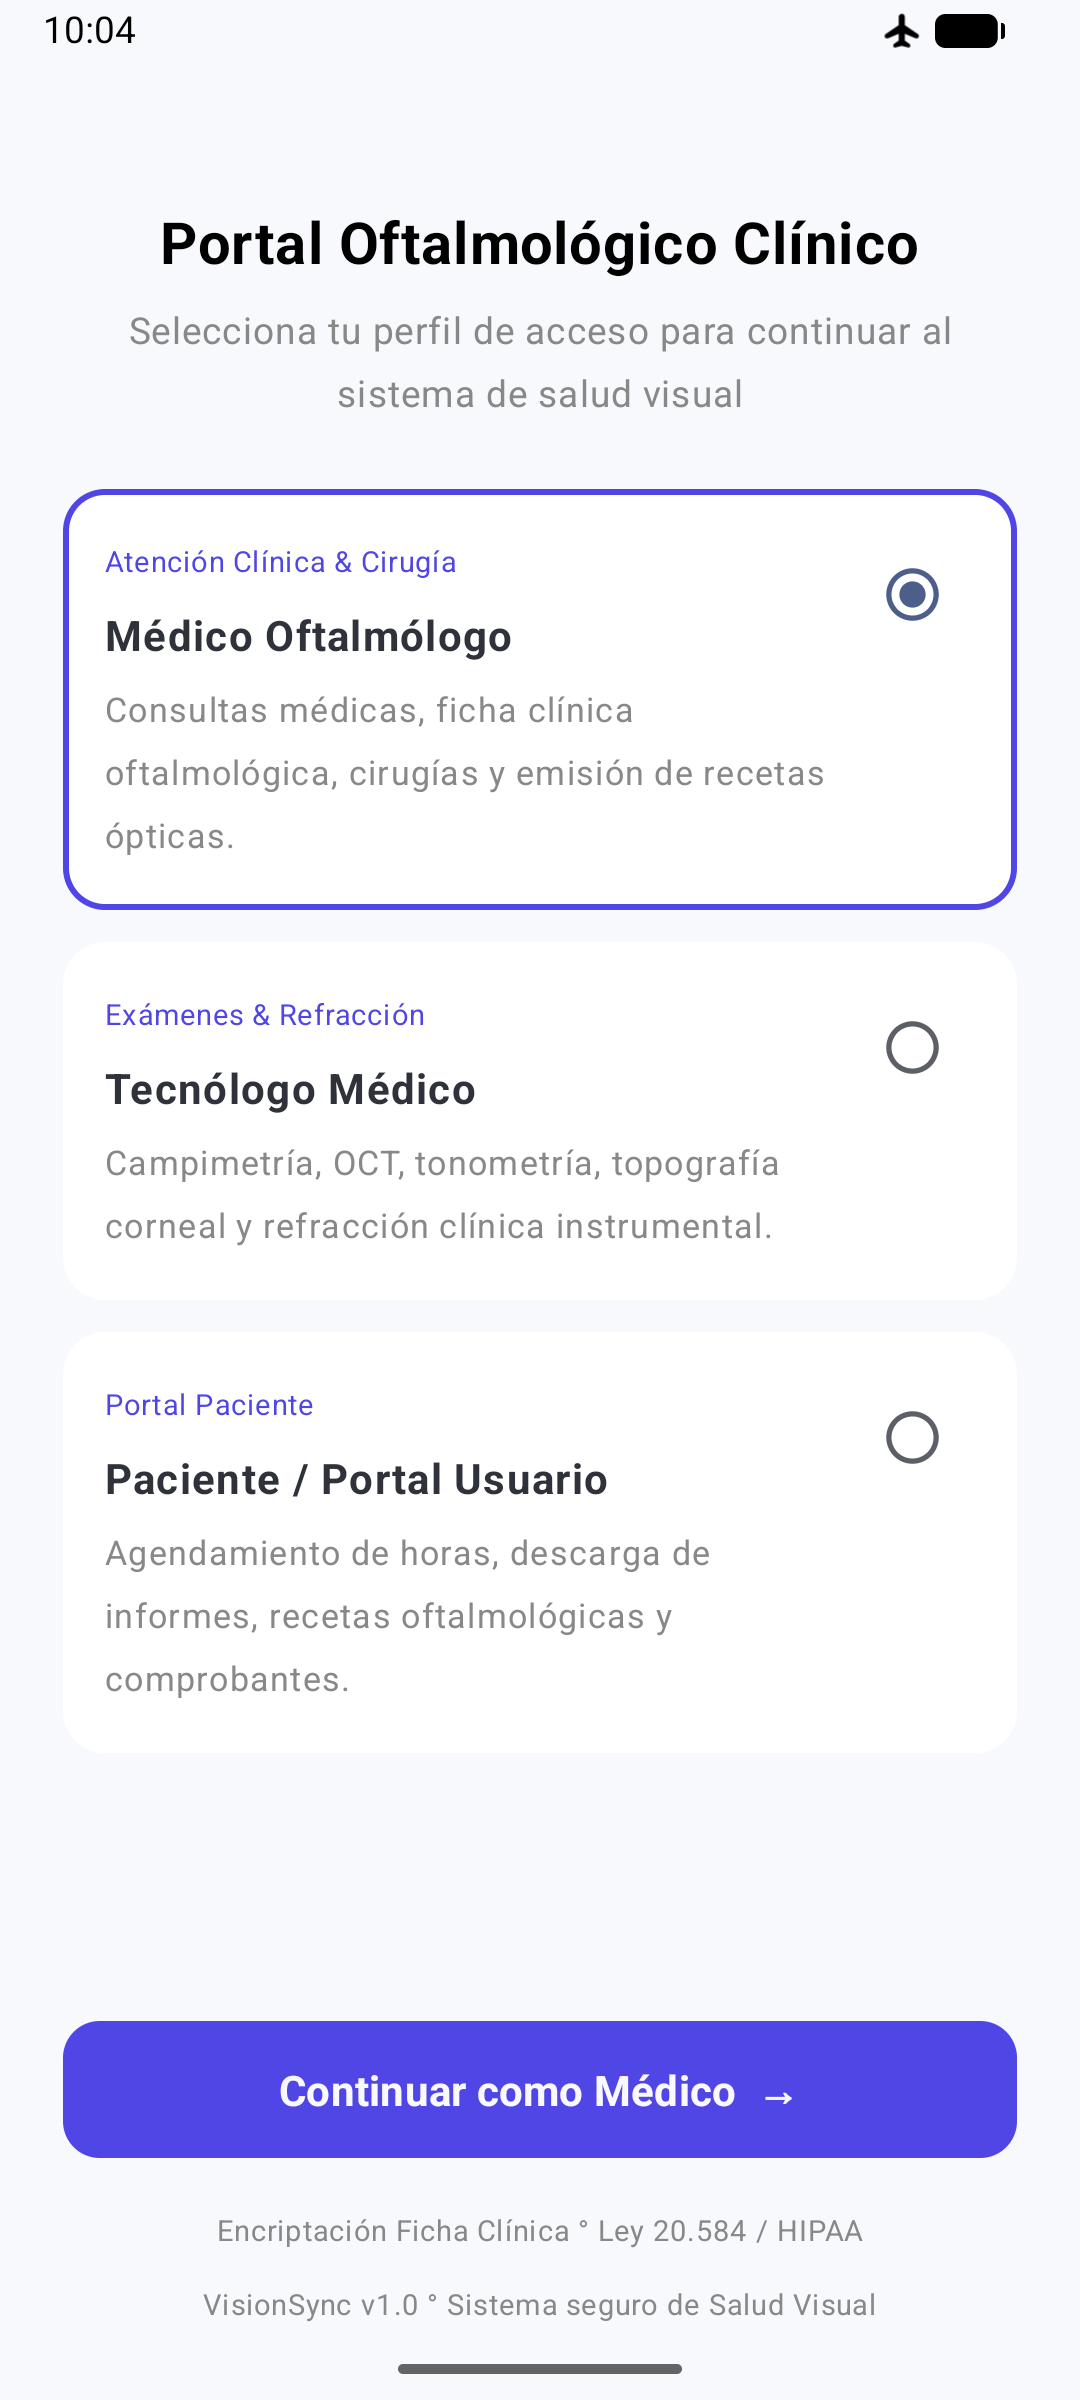 10:04
Portal Oftalmológico Clínico
Selecciona tu perfil de acceso para continuar al
sistema de salud visual
Atención Clínica & Cirugía
Médico Oftalmólogo
Consultas médicas, ficha clínica
oftalmológica, cirugías y emisión de recetas
ópticas.
Exámenes & Refracción
Tecnólogo Médico
Campimetría, OCT, tonometría, topografía
corneal y refracción clínica instrumental.
Portal Paciente
Paciente / Portal Usuario
Agendamiento de horas, descarga de
informes, recetas oftalmológicas y
comprobantes.
Continuar como Médico →
Encriptación Ficha Clínica ° Ley 20.584 / HIPAA
VisionSync v1.0 ° Sistema seguro de Salud Visual